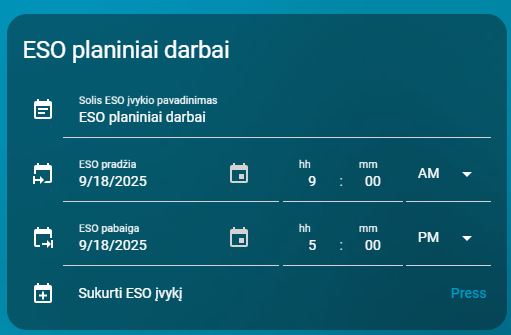 ESO planiniai darbai
Solis ESO įvykio pavadinimas
ESO planiniai darbai
ESO pradžia
9/18/2025
hh
9
:
mm
00
AM
ESO pabaiga
9/18/2025
hh
5
:
mm
00
PM
Sukurti ESO įvykį
Press